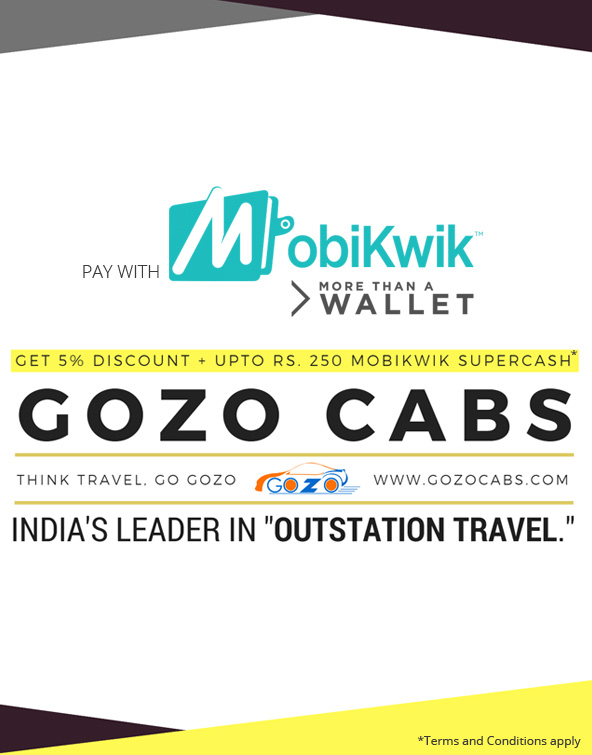 PAY WITH MobiKwik™
MORE THAN A
WALLET
GET 5% DISCOUNT + UPTO RS. 250 MOBIKWIK SUPERCASH*
GOZO CABS
THINK TRAVEL, GO GOZO GOZO WWW.GOZOCABS.COM
INDIA'S LEADER IN "OUTSTATION TRAVEL."
*Terms and Conditions apply